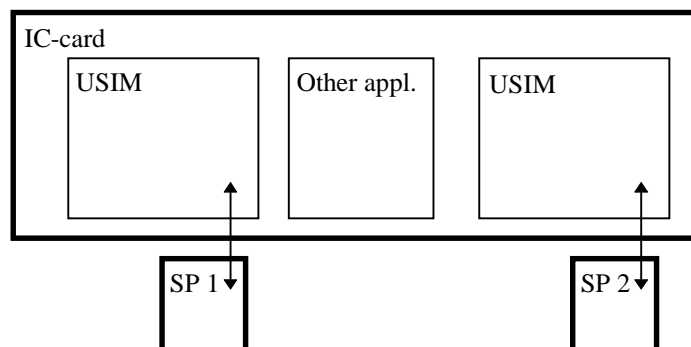 IC-card
USIM
Other appl.
USIM
SP 1
SP 2